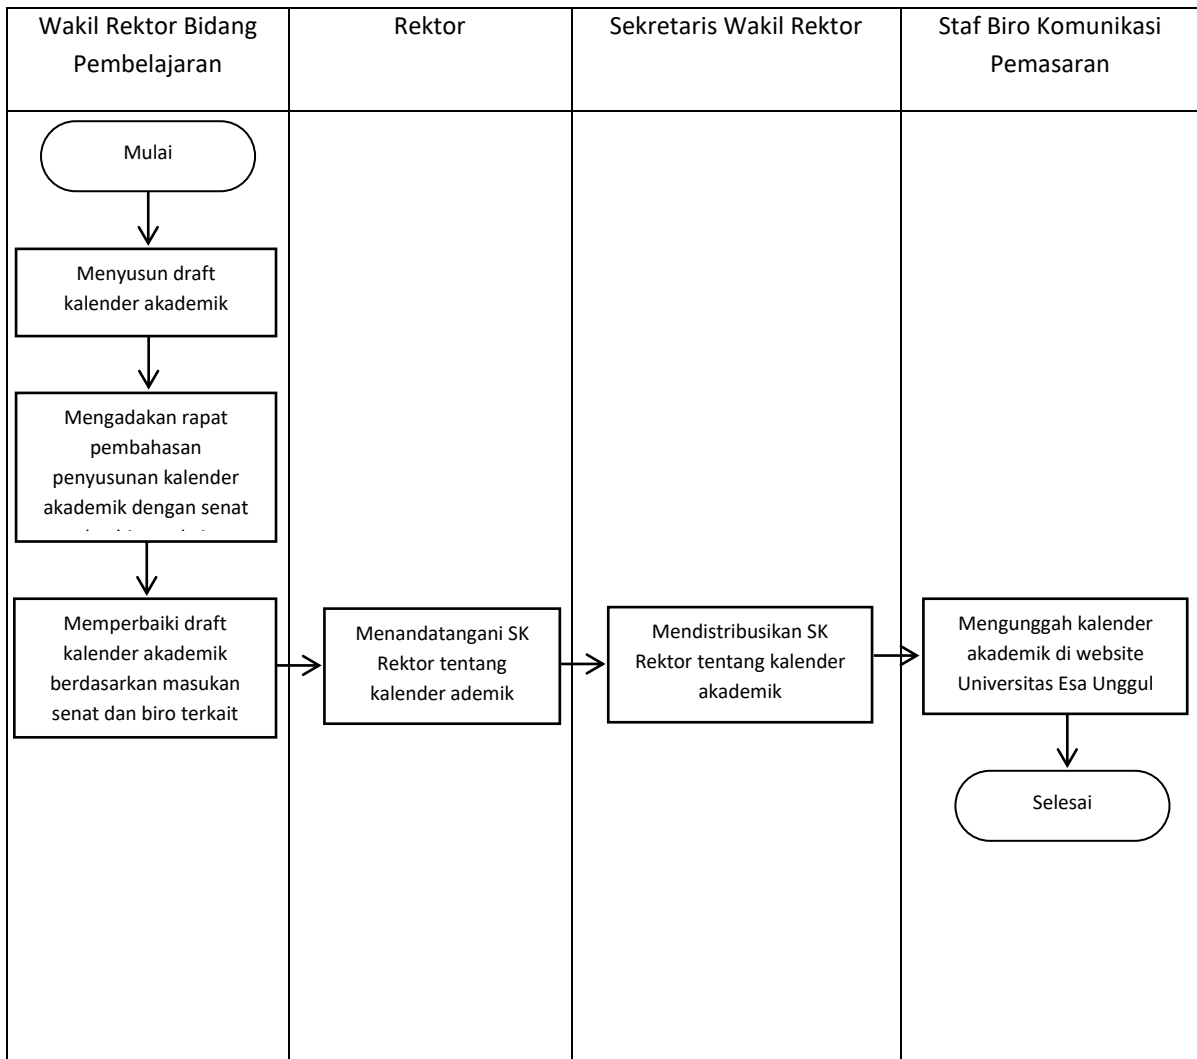 Wakil Rektor Bidang
Pembelajaran
Rektor
Sekretaris Wakil Rektor
Staf Biro Komunikasi
Pemasaran
Mulai
Menyusun draft
kalender akademik
Mengadakan rapat
pembahasan
penyusunan kalender
akademik dengan senat
Memperbaiki draft
kalender akademik
berdasarkan masukan
senat dan biro terkait
Menandatangani SK
Rektor tentang
kalender ademik
Mendistribusikan SK
Rektor tentang kalender
akademik
Mengunggah kalender
akademik di website
Universitas Esa Unggul
Selesai